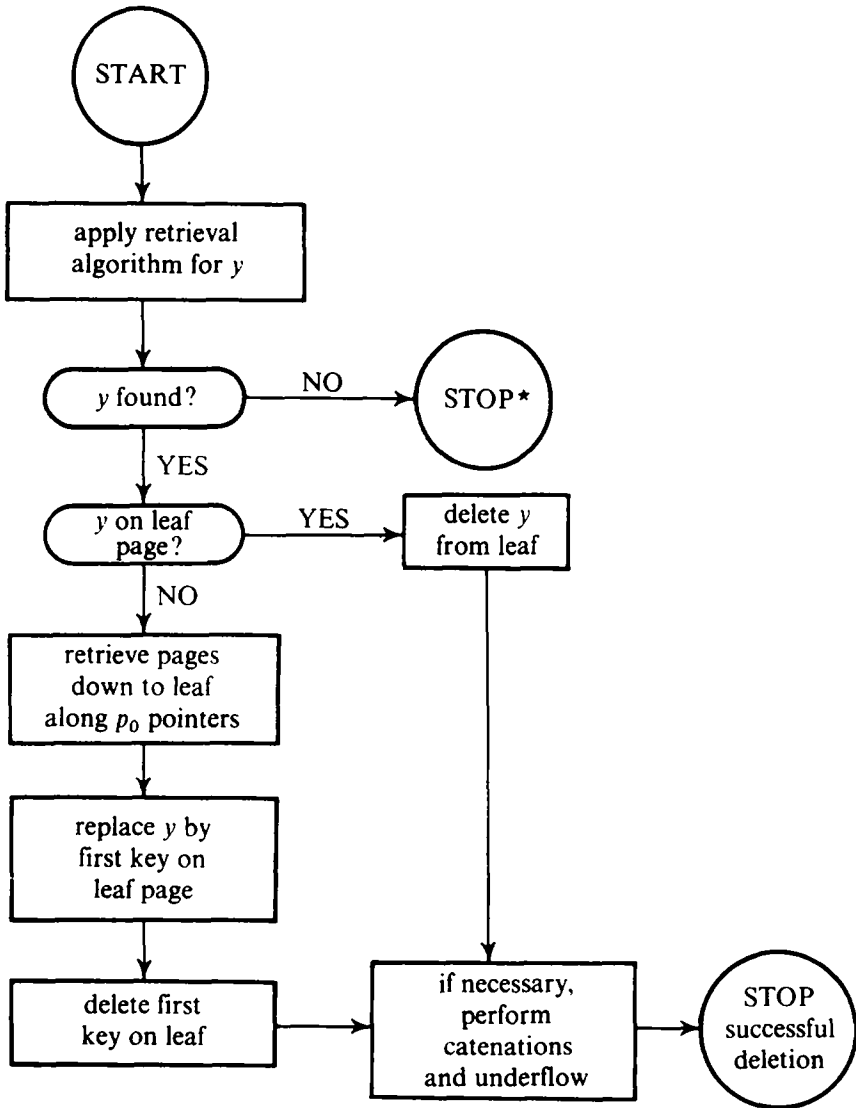 START
apply retrieval
algorithm for y
y found?
NO
STOP*
YES
y on leaf
page?
YES
delete y
from leaf
NO
retrieve pages
down to leaf
along p₀ pointers
replace y by
first key on
leaf page
delete first
key on leaf
if necessary,
perform
catenations
and underflow
STOP
successful
deletion